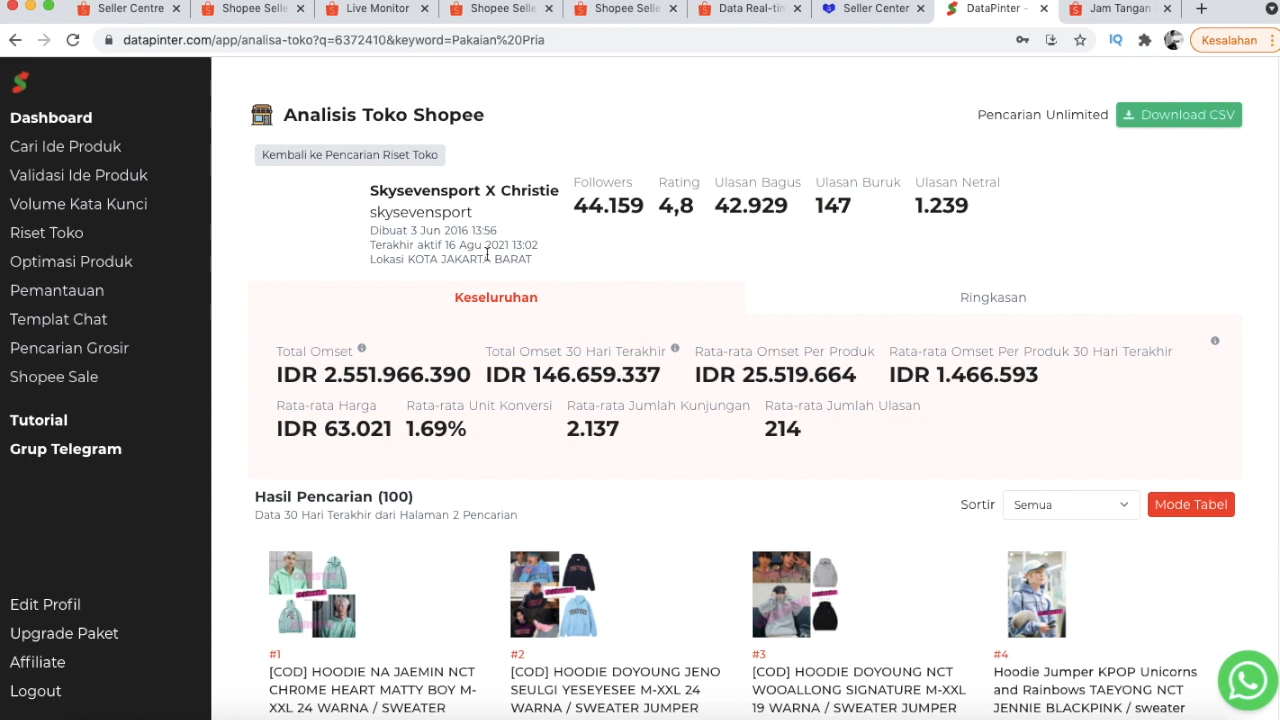 Seller Centre
Shopee Selle
Live Monitor
Shopee Selle
Shopee Selle
Data Real-tim
Seller Center
DataPinter -
Jam Tangan
datapinter.com/app/analisa-toko?q=6372410&keyword=Pakaian%20Pria
IQ
Kesalahan
Dashboard
Cari Ide Produk
Validasi Ide Produk
Volume Kata Kunci
Riset Toko
Optimasi Produk
Pemantauan
Templat Chat
Pencarian Grosir
Shopee Sale
Tutorial
Grup Telegram
Edit Profil
Upgrade Paket
Affiliate
Logout
Analisis Toko Shopee
Pencarian Unlimited
Download CSV
Kembali ke Pencarian Riset Toko
Skysevensport X Christie
skysevensport
Dibuat 3 Jun 2016 13:56
Terakhir aktif 16 Agu 2021 13:02
Lokasi KOTA JAKARTA BARAT
Followers Rating Ulasan Bagus Ulasan Buruk Ulasan Netral
44.159 4,8 42.929 147 1.239
Keseluruhan
Ringkasan
Total Omset Total Omset 30 Hari Terakhir Rata-rata Omset Per Produk Rata-rata Omset Per Produk 30 Hari Terakhir
IDR 2.551.966.390 IDR 146.659.337 IDR 25.519.664 IDR 1.466.593
Rata-rata Harga Rata-rata Unit Konversi Rata-rata Jumlah Kunjungan Rata-rata Jumlah Ulasan
IDR 63.021 1.69% 2.137 214
Hasil Pencarian (100)
Data 30 Hari Terakhir dari Halaman 2 Pencarian
Sortir
Semua
Mode Tabel
#1
[COD] HOODIE NA JAEMIN NCT
CHR0ME HEART MATTY BOY M-
XXL 24 WARNA / SWEATER
#2
[COD] HOODIE DOYOUNG JENO
SEULGI YESEYESEE M-XXL 24
WARNA / SWEATER JUMPER
#3
[COD] HOODIE DOYOUNG NCT
WOOALLONG SIGNATURE M-XXL
19 WARNA / SWEATER JUMPER
#4
Hoodie Jumper KPOP Unicorns
and Rainbows TAEYONG NCT
JENNIE BLACKPINK / sweater